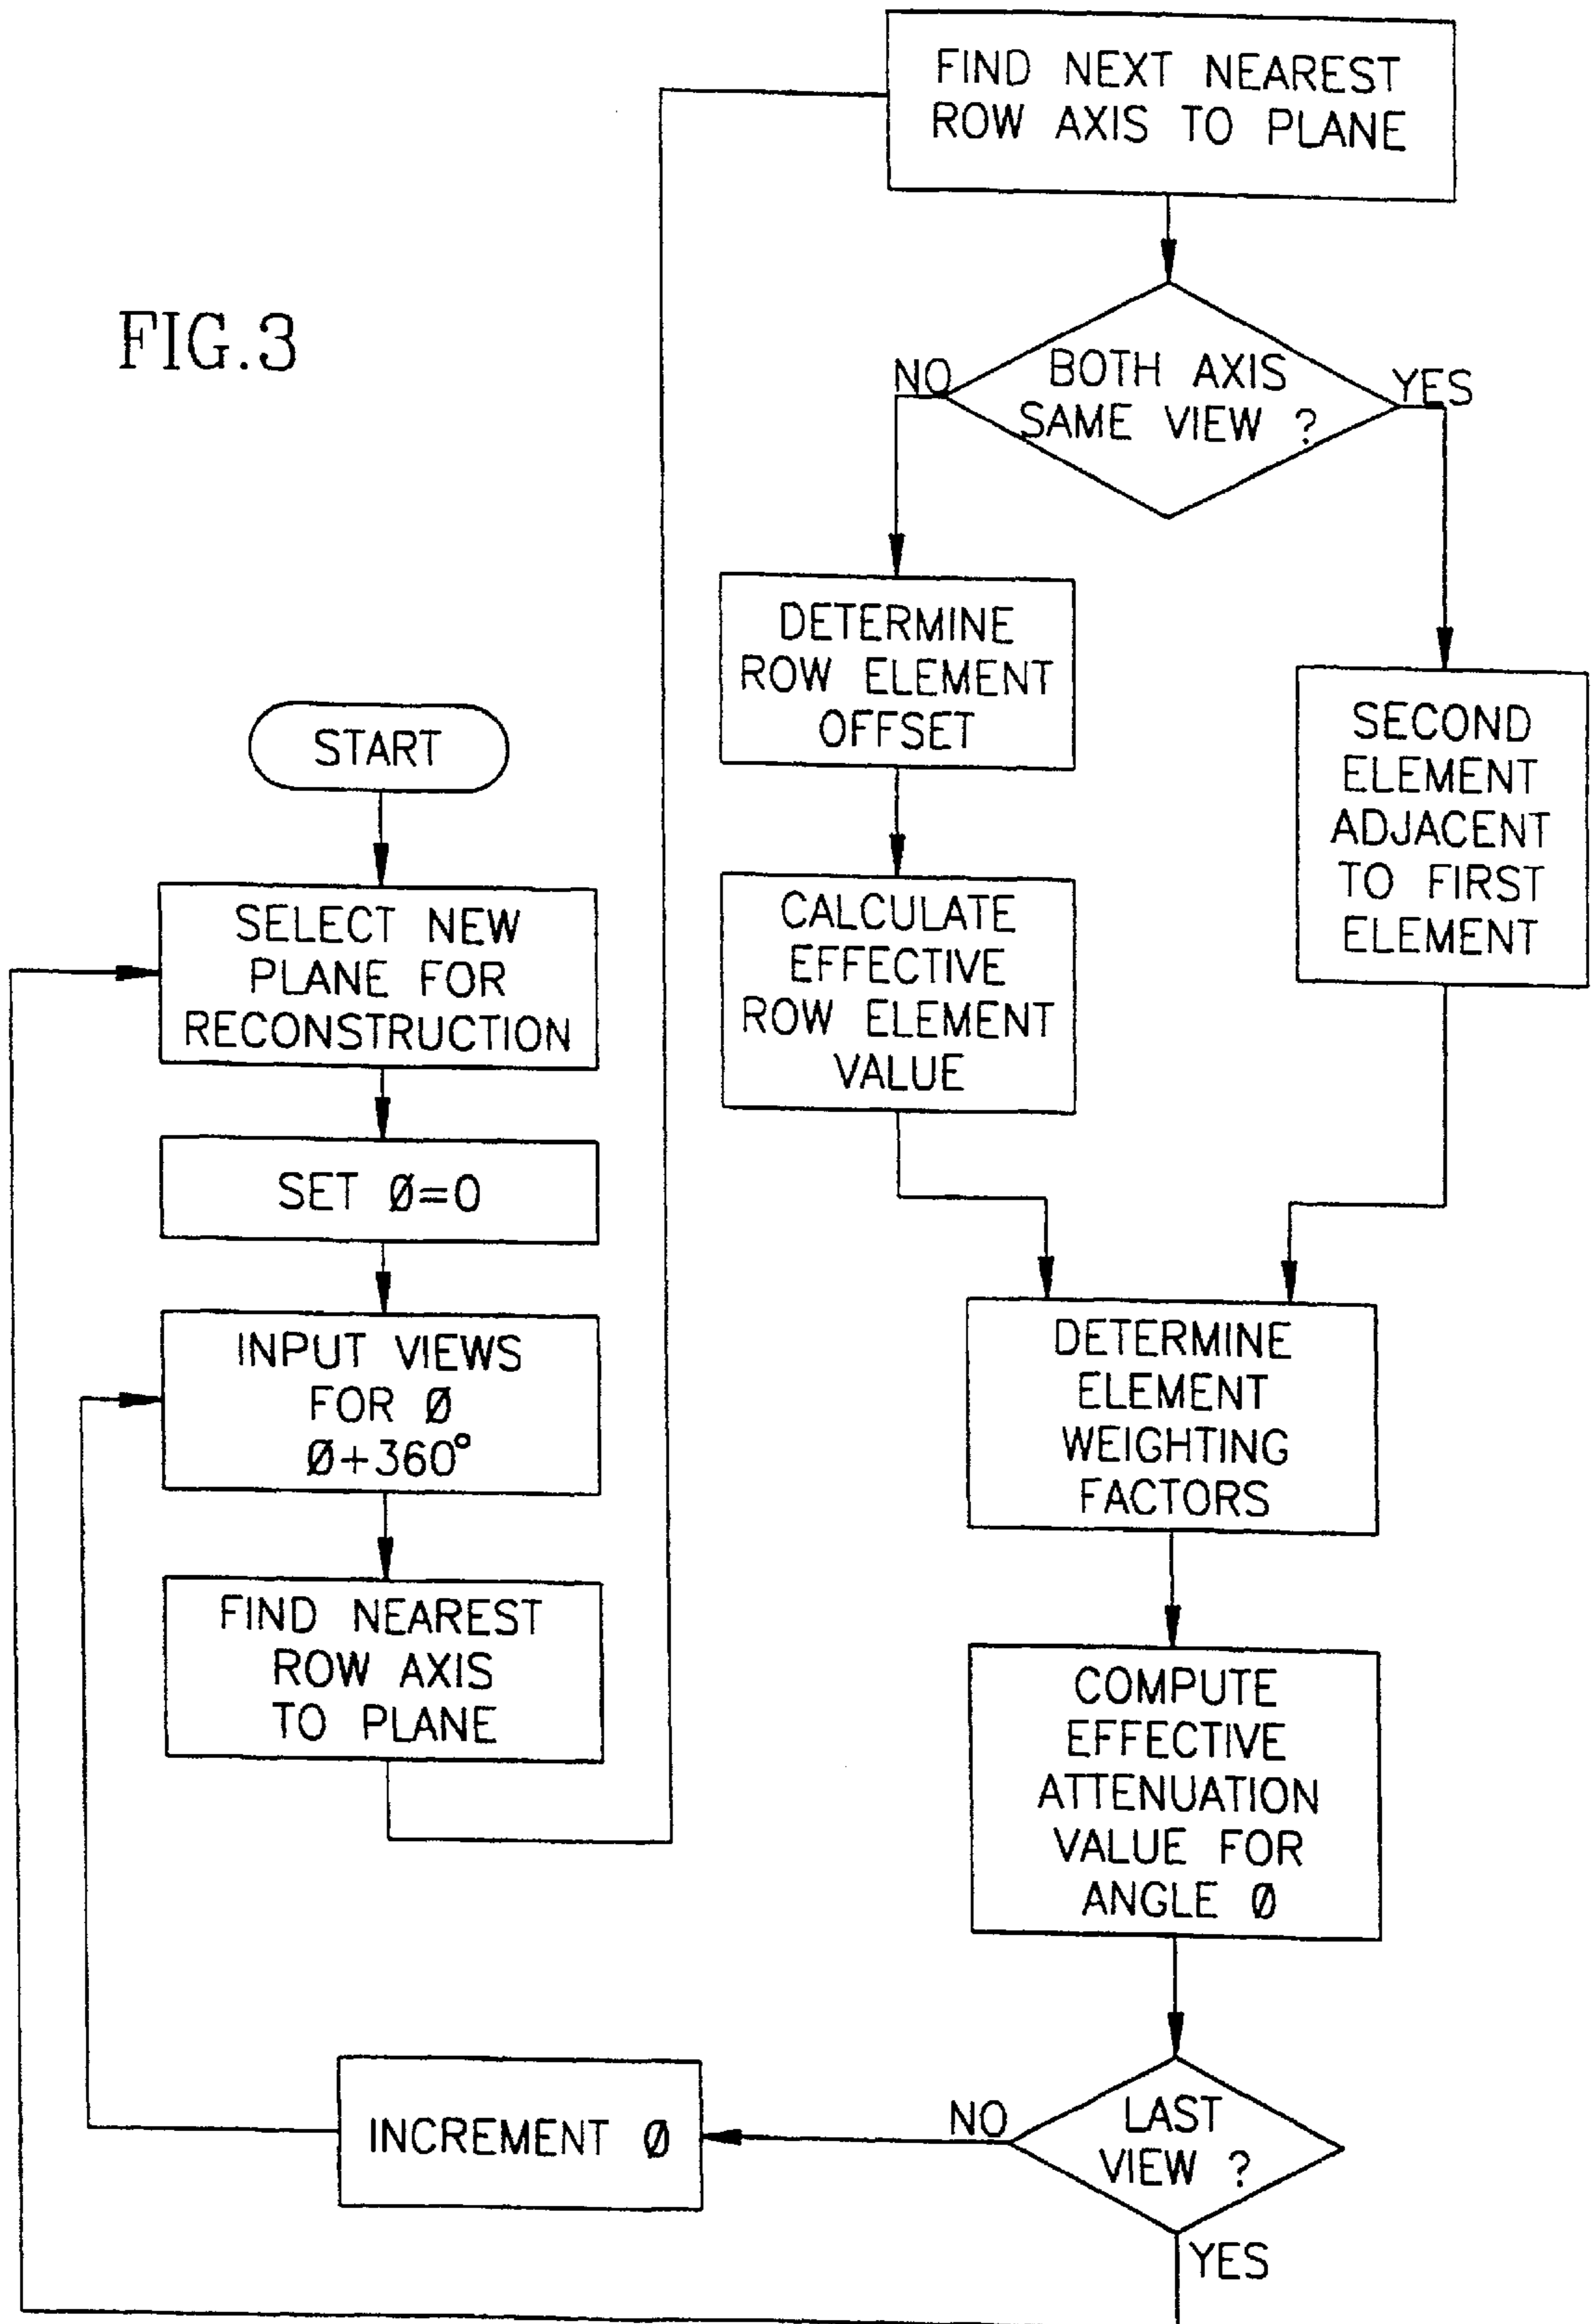 FIG.3
START
SELECT NEW
PLANE FOR
RECONSTRUCTION
SET Ø=0
INPUT VIEWS
FOR Ø
Ø+360°
FIND NEAREST
ROW AXIS
TO PLANE
FIND NEXT NEAREST
ROW AXIS TO PLANE
BOTH AXIS
SAME VIEW ?
NO
YES
DETERMINE
ROW ELEMENT
OFFSET
CALCULATE
EFFECTIVE
ROW ELEMENT
VALUE
SECOND
ELEMENT
ADJACENT
TO FIRST
ELEMENT
DETERMINE
ELEMENT
WEIGHTING
FACTORS
COMPUTE
EFFECTIVE
ATTENUATION
VALUE FOR
ANGLE Ø
LAST
VIEW ?
NO
YES
INCREMENT Ø